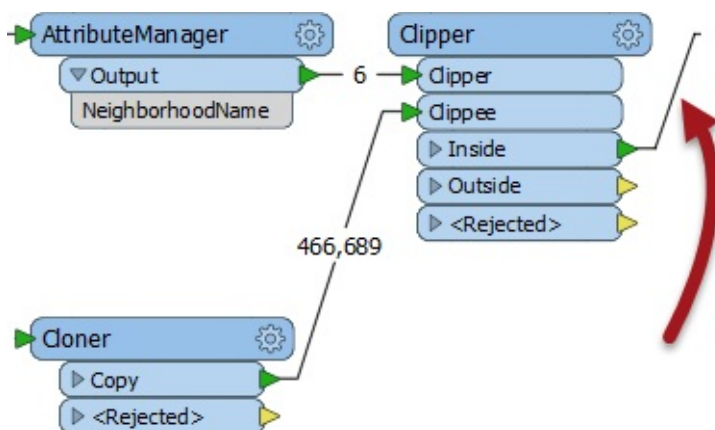 AttributeManager
Output
NeighborhoodName
6
Clipper
Clipper
Clippee
Inside
Outside
<Rejected>
466,689
Cloner
Copy
<Rejected>